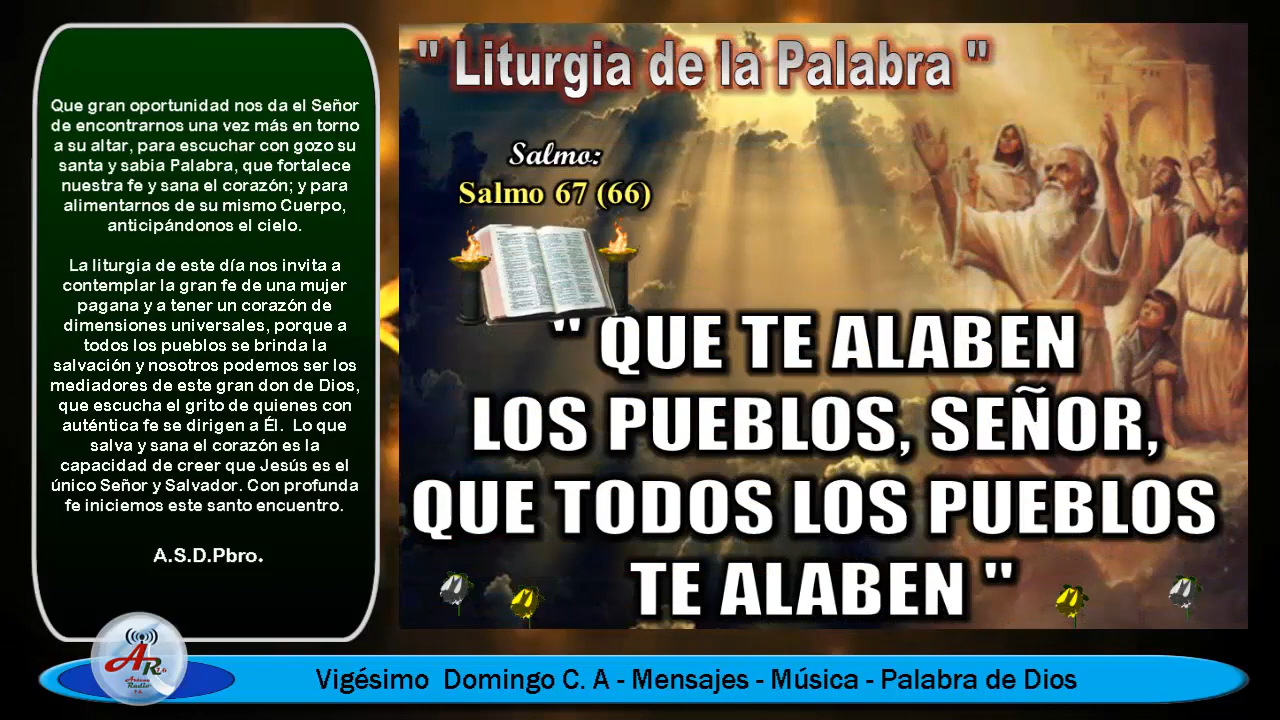 Que gran oportunidad nos da el Señor
de encontrarnos una vez más en torno
a su altar, para escuchar con gozo su
santa y sabia Palabra, que fortalece
nuestra fe y sana el corazón; y para
alimentarnos de su mismo Cuerpo,
anticipándonos el cielo.
La liturgia de este día nos invita a
contemplar la gran fe de una mujer
pagana y a tener un corazón de
dimensiones universales, porque a
todos los pueblos se brinda la
salvación y nosotros podemos ser los
mediadores de este gran don de Dios,
que escucha el grito de quienes con
auténtica fe se dirigen a Él.  Lo que
salva y sana el corazón es la
capacidad de creer que Jesús es el
único Señor y Salvador. Con profunda
fe iniciemos este santo encuentro.
A.S.D.Pbro.
" Liturgia de la Palabra "
Salmo:
Salmo 67 (66)
" QUE TE ALABEN
LOS PUEBLOS, SEÑOR,
QUE TODOS LOS PUEBLOS
TE ALABEN "
AR
Radio
Vigésimo  Domingo C. A - Mensajes - Música - Palabra de Dios